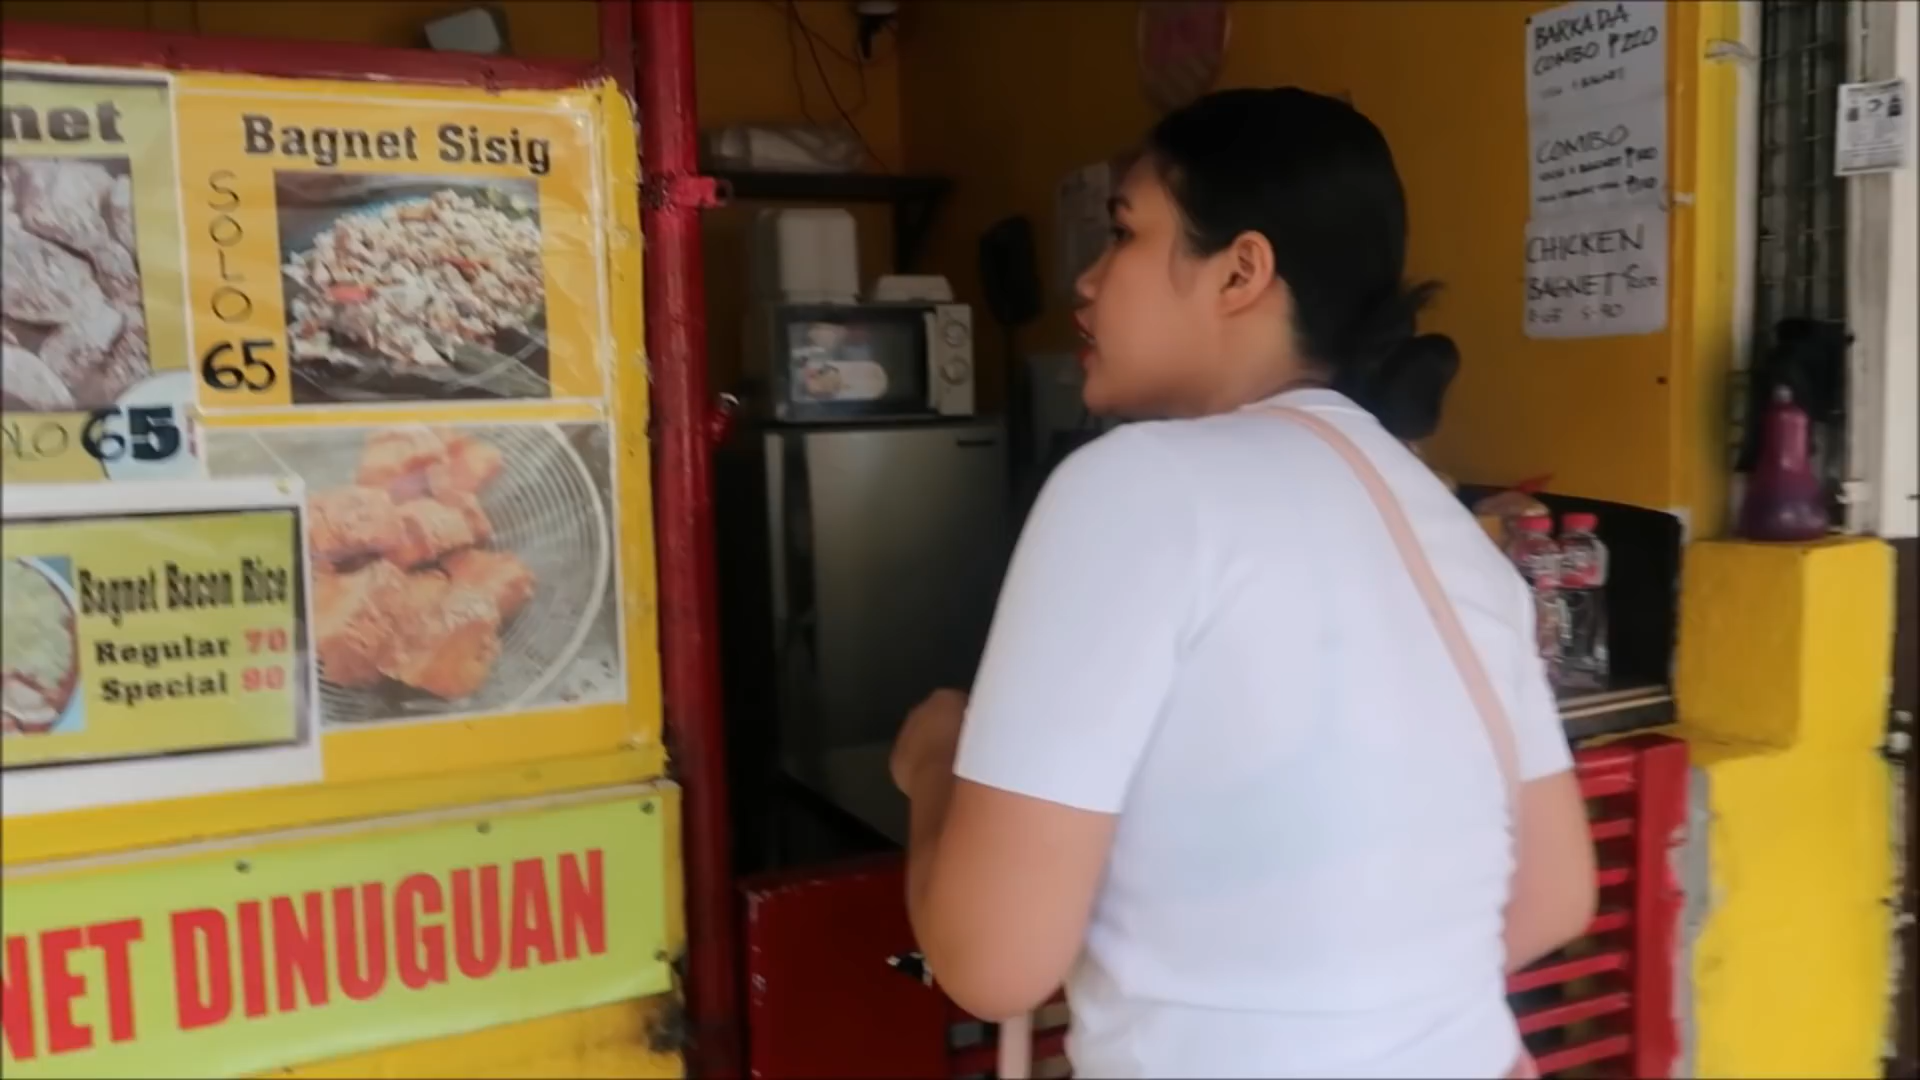 net
Bagnet Sisig
SOLO
65
OLO 65
Bagnet Bacon Rice
Regular 70
Special 90
NET DINUGUAN
BARKADA
COMBO ₱220
COMBO
CHICKEN
BAGNET